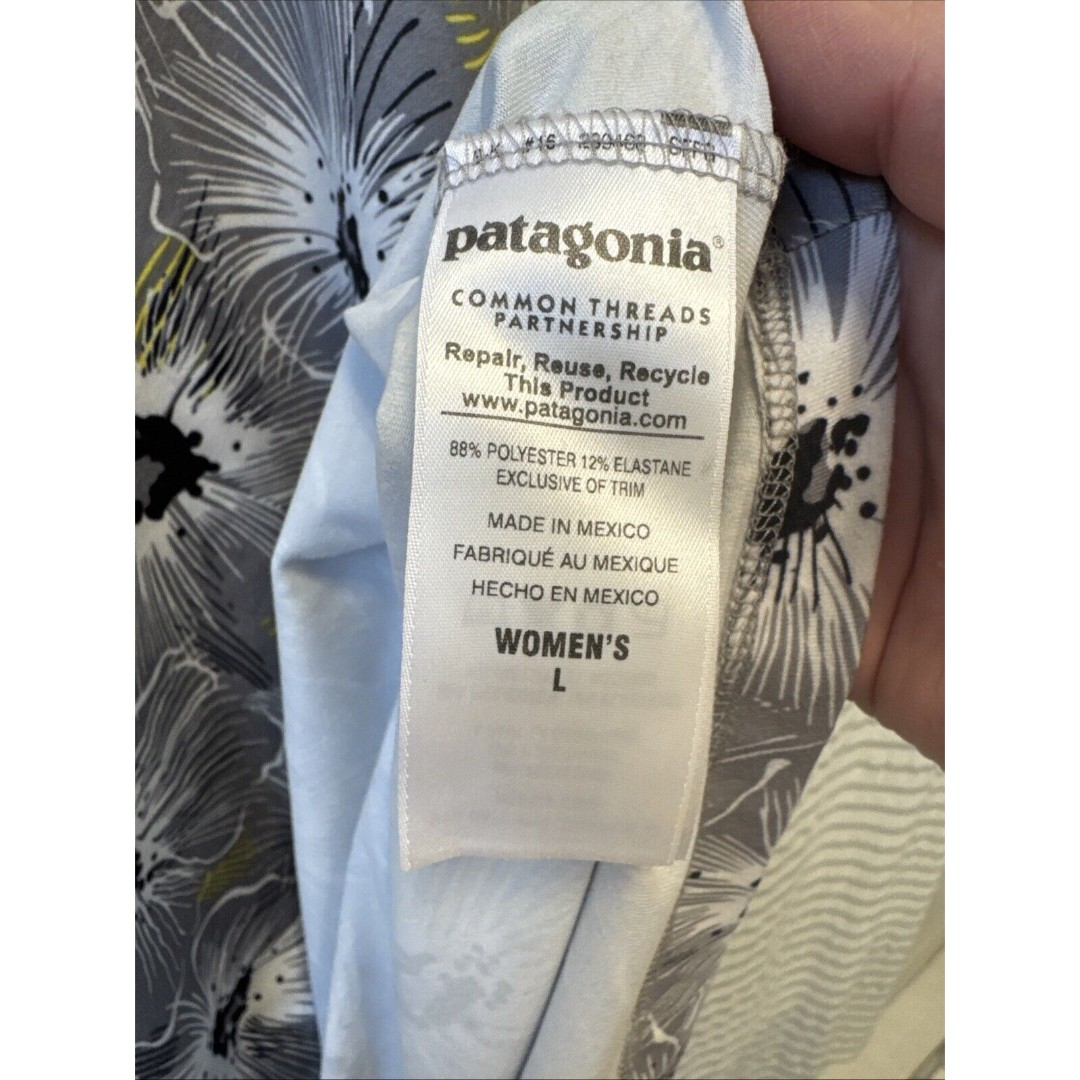 #16
patagonia®
COMMON THREADS
PARTNERSHIP
Repair, Reuse, Recycle
This Product
www.patagonia.com
88% POLYESTER 12% ELASTANE
EXCLUSIVE OF TRIM
MADE IN MEXICO
FABRIQUÉ AU MEXIQUE
HECHO EN MEXICO
WOMEN'S
L